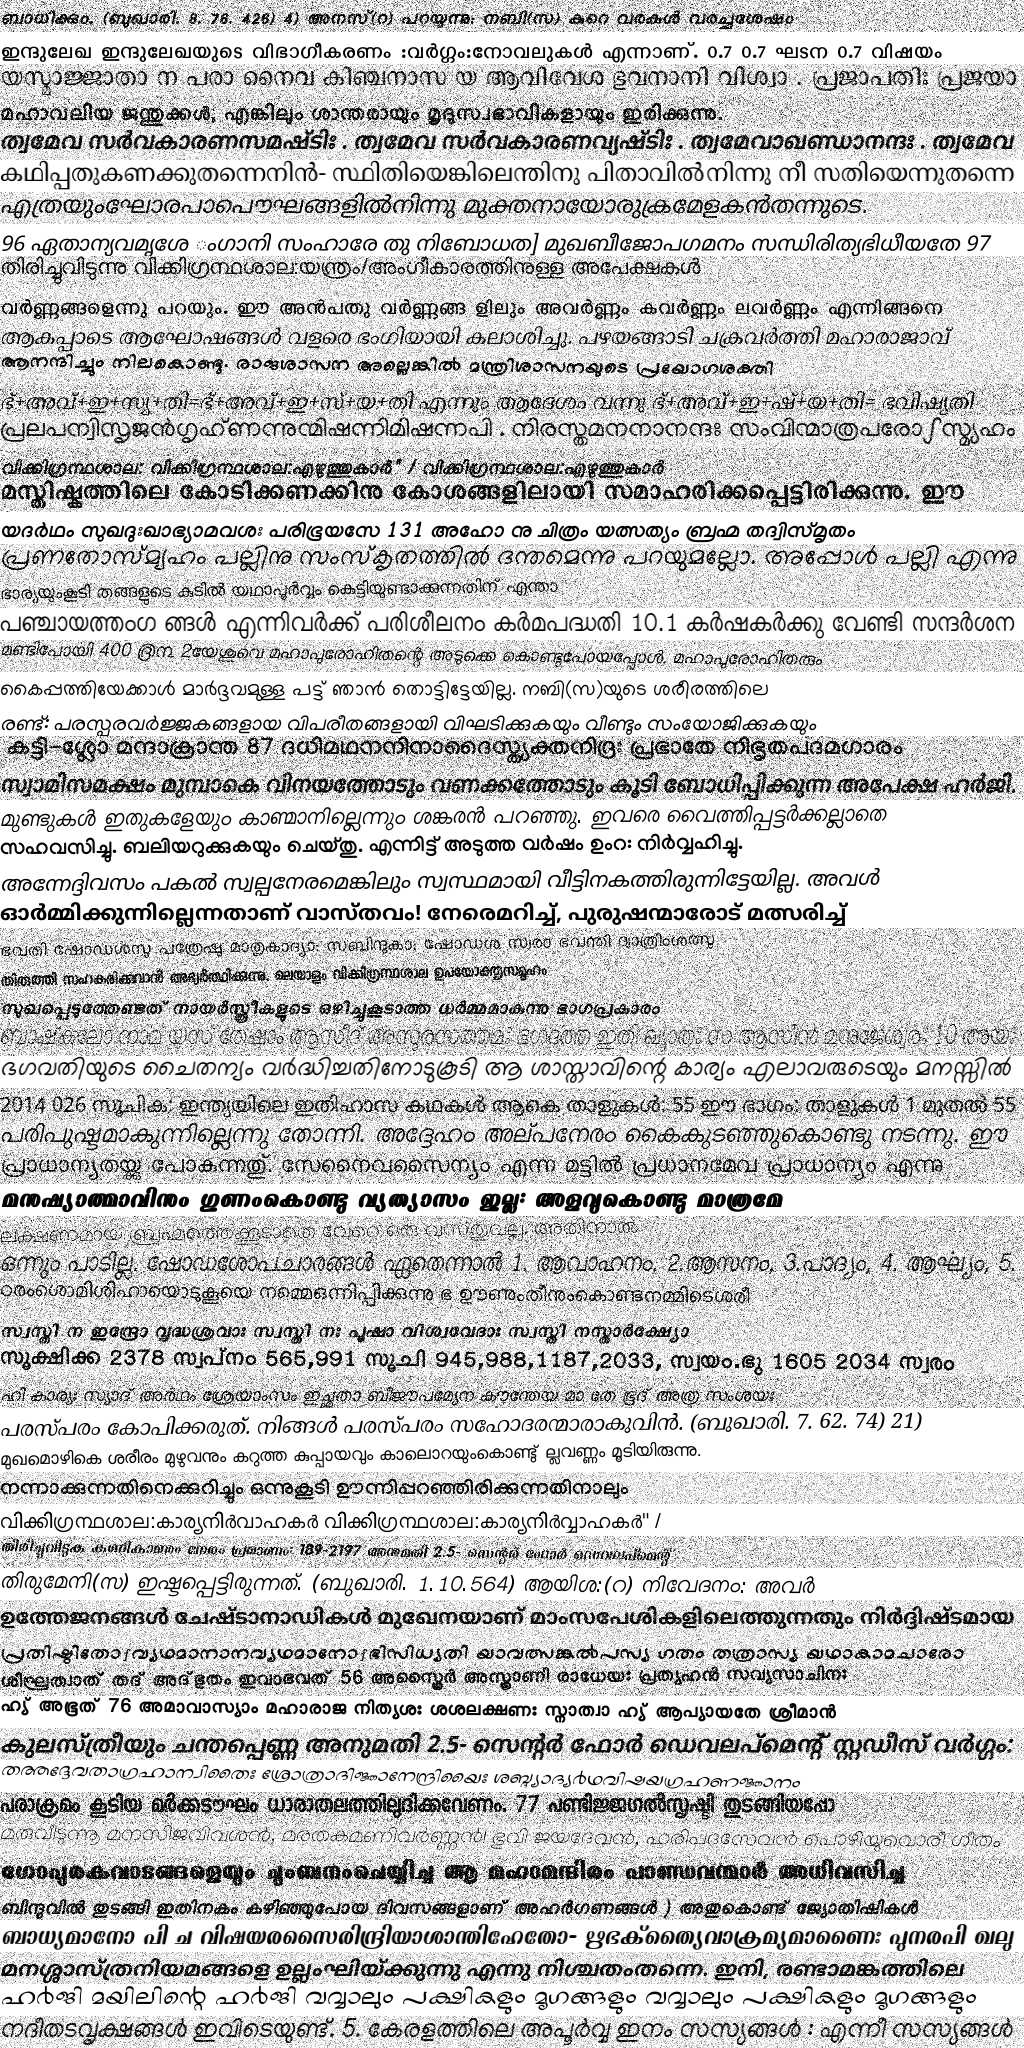 ബാധിക്കും. (ബുഖാരി. 8. 76. 426) 4) അനസ്(റ) പറയുന്നു: നബി(സ) കുറെ വരകൾ വരച്ചശേഷം
ഇന്ദുലേഖ ഇന്ദുലേഖയുടെ വിഭാഗീകരണം :വർഗ്ഗം:നോവലുകൾ എന്നാണ്. ०.7 ०.7 ഘടന ०.7 വിഷയം
യസ്മാജ്ജാതാ ന പരാ നൈവ കിഞ്ചനാസ യ ആവിവേശ ഭുവനാനി വിശ്വാ . പ്രജാപതിഃ പ്രജയാ
മഹാവലിയ ജന്തുക്കൾ, എങ്കിലും ശാന്തരായും മൃദുസ്വഭാവികളായും ഇരിക്കുന്നു.
ത്വമേവ സർവകാരണസമഷ്ടിഃ . ത്വമേവ സർവകാരണവ്യഷ്ടിഃ . ത്വമേവാഖണ്ഡാനന്ദഃ . ത്വമേവ
കഥിപ്പതുകണക്കുതന്നെനിൻ- സ്ഥിതിയെങ്കിലെന്തിനു പിതാവിൽനിന്നു നീ സതിയെന്നുതന്നെ
എത്രയുംഘോരപാപൌഘങ്ങളിൽനിന്നു മുക്തനായോരുക്രമേളകൻതന്നുടെ.
96 ഏതാന്യവമൃശേ ംഗാനി സംഹാരേ തു നിബോധത] മുഖബീജോപഗമനം സന്ധിരിത്യഭിധീയതേ 97
തിരിച്ചുവിടുന്നു വിക്കിഗ്രന്ഥശാല:യന്ത്രം/അംഗീകാരത്തിനുള്ള അപേക്ഷകൾ
വർണ്ണങ്ങളെന്നു പറയും. ഈ അൻപതു വർണ്ണങ്ങ ളിലും അവർണ്ണം കവർണ്ണം ലവർണ്ണം എന്നിങ്ങനെ
ആകപ്പാടെ ആഘോഷങ്ങൾ വളരെ ഭംഗിയായി കലാശിച്ചു. പഴയങ്ങാടി ചക്രവർത്തി മഹാരാജാവ്
ആനന്ദിച്ചും നിലകൊണ്ടു. രാജശാസന അല്ലെങ്കിൽ മന്ത്രിശാസനയുടെ പ്രയോഗശക്തി
ഭ്+അവ്+ഇ+സ്യ+തി=ഭ്+അവ്+ഇ+സ്+യ+തി എന്നും ആദേശം വന്നു ഭ്+അവ്+ഇ+ഷ്+യ+തി= ഭവിഷ്യതി
പ്രലപന്വിസൃജൻഗൃഹ്ണന്നുന്മിഷന്നിമിഷന്നപി . നിരസ്തമനനാനന്ദഃ സംവിന്മാത്രപരോഽസ്മ്യഹം
വിക്കിഗ്രന്ഥശാല: വിക്കിഗ്രന്ഥശാല:എഴുത്തുകാർ" / വിക്കിഗ്രന്ഥശാല:എഴുത്തുകാർ
മസ്തിഷ്കത്തിലെ കോടിക്കണക്കിനു കോശങ്ങളിലായി സമാഹരിക്കപ്പെട്ടിരിക്കുന്നു. ഈ
യദർഥം സുഖദുഃഖാഭ്യാമവശഃ പരിഭൂയസേ 131 അഹോ നു ചിത്രം യത്സത്യം ബ്രഹ്മ തദ്വിസ്മൃതം
പ്രണതോസ്മ്യഹം പല്ലിനു സംസ്കൃതത്തിൽ ദന്തമെന്നു പറയുമല്ലോ. അപ്പോൾ പല്ലി എന്നു
ഭാര്യയുംകൂടി തങ്ങളുടെ കുടിൽ യഥാപൂർവ്വം കെട്ടിയുണ്ടാക്കുന്നതിന് എന്താ
പഞ്ചായത്തംഗ ങ്ങൾ എന്നിവർക്ക് പരിശീലനം കർമപദ്ധതി 10.1 കർഷകർക്കു വേണ്ടി സന്ദർശന
മണ്ടിപോയി 400 ദ്രിമ്പ 2യേശുവെ മഹാപുരോഹിതന്റെ അടുക്കെ കൊണ്ടുപോയപ്പോൾ. മഹാപുരോഹിതരും
കൈപ്പത്തിയേക്കാൾ മാർദ്ദവമുള്ള പട്ട് ഞാൻ തൊട്ടിട്ടേയില്ല. നബി(സ)യുടെ ശരീരത്തിലെ
രണ്ട്: പരസ്പരവർജ്ജകങ്ങളായ വിപരീതങ്ങളായി വിഘടിക്കുകയും വീണ്ടും സംയോജിക്കുകയും
കട്ടി–ശ്ലോ മന്ദാക്രാന്ത 87 ദധിമഥനനിനാദൈസ്ത്യക്തനിദ്രഃ പ്രഭാതേ നിഭൃതപദമഗാരം
സ്വാമിസമക്ഷം മുമ്പാകെ വിനയത്തോടും വണക്കത്തോടും കൂടി ബോധിപ്പിക്കുന്ന അപേക്ഷ ഹർജി.
മുണ്ടുകൾ ഇതുകളേയും കാണ്മാനില്ലെന്നും ശങ്കരൻ പറഞ്ഞു. ഇവരെ വൈത്തിപ്പട്ടർക്കല്ലാതെ
സഹവസിച്ചു. ബലിയറുക്കുകയും ചെയ്തു. എന്നിട്ട് അടുത്ത വർഷം ഉംറഃ നിർവ്വഹിച്ചു.
അന്നേദ്ദിവസം പകൽ സ്വല്പനേരമെങ്കിലും സ്വസ്ഥമായി വീട്ടിനകത്തിരുന്നിട്ടേയില്ല. അവൾ
ഓർമ്മിക്കുന്നില്ലെന്നതാണ് വാസ്തവം! നേരെമറിച്ച്, പുരുഷന്മാരോട് മത്സരിച്ച്
ഭവതി ഷോഡശസു പത്രേഷു മാതൃകാദ്യാഃ സബിന്ദുകാഃ ഷോഡശ സ്വരാ ഭവന്തി ദ്വാത്രിംശത്സു
തിരുത്തി സഹകരിക്കുവാൻ അഭ്യർത്ഥിക്കുന്നു. മലയാളം വിക്കിഗ്രന്ഥശാല ഉപയോക്തൃസമൂഹം
സുഖപ്പെടുത്തേണ്ടത് നായർസ്ത്രീകളുടെ ഒഴിച്ചുകൂടാത്ത ധർമ്മമാകുന്ന ഭാഗപ്രകാരം
ഭഗവതിയുടെ ചൈതന്യം വർദ്ധിച്ചതിനോടുകൂടി ആ ശാസ്താവിന്റെ കാര്യം എലാവരുടെയും മനസ്സിൽ
2014 026 സൂചിക: ഇന്ത്യയിലെ ഇതിഹാസ കഥകൾ ആകെ താളുകൾ: 55 ഈ ഭാഗം: താളുകൾ 1 മുതൽ 55
പരിപുഷ്ടമാകുന്നില്ലെന്നു തോന്നി. അദ്ദേഹം അല്പനേരം കൈകുടഞ്ഞുകൊണ്ടു നടന്നു. ഈ
പ്രാധാന്യതയ്ക്കു പോകുന്നതു്. സേനൈവസൈന്യം എന്ന മട്ടിൽ പ്രധാനമേവ പ്രാധാന്യം എന്നു
മനുഷ്യാത്മാവിനും ഗുണംകൊണ്ടു വ്യത്യാസം ഇല്ല: അളവുകൊണ്ടു മാത്രമേ
ലക്ഷണമായ ബ്രഹ്മത്തെക്കൂടാതെ വേറെ ഒരു വസ്തുവല്ല. അതിനാൽ
ഒന്നും പാടില്ല. ഷോഡശോപചാരങ്ങൾ ഏതെന്നാൽ 1. ആവാഹനം, 2.ആസനം, 3.പാദ്യം, 4. ആഘ്യം, 5.
ഠരംശൊമിശിഹായൊടുകൂയെ നമ്മെഒന്നിപ്പിക്കുന്നു ഭ ഊണുംതീനുംകൊണ്ടനമ്മിടെശരീ
സ്വസ്തി ന ഇന്ദ്രോ വൃദ്ധശ്രവാഃ സ്വസ്തി നഃ പൂഷാ വിശ്വവേദാഃ സ്വസ്തി നസ്താർക്ഷ്യോ
സൂക്ഷിക്ക 2378 സ്വപ്നം 565,991 സൂചി 945,988,1187,2033, സ്വയം.ഭു 1605 2034 സ്വരം
ഹി കാര്യഃ സ്യാദ് അർഥം ശ്രേയാംസം ഇച്ഛതാ ബീജൗപമ്യേന കൗന്തേയ മാ തേ ഭൂദ് അത്ര സംശയഃ
പരസ്പരം കോപിക്കരുത്. നിങ്ങൾ പരസ്പരം സഹോദരന്മാരാകുവിൻ. (ബുഖാരി. 7. 62. 74) 21)
മുഖമൊഴികെ ശരീരം മുഴുവനും കറുത്ത കുപ്പായവും കാലൊറയുംകൊണ്ടു് ല്ലവണ്ണം മൂടിയിരുന്നു.
നന്നാക്കുന്നതിനെക്കുറിച്ചും ഒന്നുകൂടി ഊന്നിപ്പറഞ്ഞിരിക്കുന്നതിനാലും
വിക്കിഗ്രന്ഥശാല:കാര്യനിർവാഹകർ വിക്കിഗ്രന്ഥശാല:കാര്യനിർവ്വാഹകർ" /
തിരിച്ചുവിട്ടുക കണ്ണികാമണം നേരം പ്രമാണം: 189-2197 അനുമതി 2.5- സെന്റർ ഫോർ ഡെവലപ്മെന്റ്
തിരുമേനി(സ) ഇഷ്ടപ്പെട്ടിരുന്നത്. (ബുഖാരി. 1. 10. 564) ആയിശ:(റ) നിവേദനം: അവർ
ഉത്തേജനങ്ങൾ ചേഷ്ടാനാഡികൾ മുഖേനയാണ് മാംസപേശികളിലെത്തുന്നതും നിർദ്ദിഷ്ടമായ
പ്രതിഷ്ഠിതോഽവ്യഥമാനാനവ്യഥമാനോഽഭിസിധ്യതി യാവത്സങ്കൽപസ്യ ഗതം തത്രാസ്യ യഥാകാമചാരോ
ശീഘ്രത്വാത് തദ് അദ്ഭുതം ഇവാഭവത് 56 അസ്ത്രൈർ അസ്ത്രാണി രാധേയഃ പ്രത്യഹൻ സവ്യസാചിനഃ
ഹ്യ് അഭൂത് 76 അമാവാസ്യാം മഹാരാജ നിത്യശഃ ശശലക്ഷണഃ സ്നാത്വാ ഹ്യ് ആപ്യായതേ ശ്രീമാൻ
കുലസ്ത്രീയും ചന്തപ്പെണ്ണ അനുമതി 2.5- സെന്റർ ഫോർ ഡെവലപ്മെന്റ് സ്റ്റഡീസ് വർഗ്ഗം:
തത്തദ്ദേവതാഗ്രഹാന്വിതൈഃ ശ്രോത്രാദിജ്ഞാനേന്ദ്രിയൈഃ ശബ്ദാദ്യർഥവിഷയഗ്രഹണജ്ഞാനം
പരാക്രമം കൂടിയ മർക്കടൗഘം ധാരാതലത്തിലുദിക്കവേണം. 77 പണ്ടിജ്ജഗൽസൃഷ്ടി തുടങ്ങിയപ്പോ
മരുവീടുന്നൂ മനസിജവിവശൻ, മരതകമണിവർണ്ണൻ! ഭുവി ജയദേവൻ, ഹരിപദസേവൻ പൊഴിയുവൊരീ ഗീതം
ഗോപുരകവാടങ്ങളെയും ചുംബനംചെയ്യിച്ച ആ മഹാമന്ദിരം പാണ്ഡവന്മാർ അധിവസിച്ച
ബിന്ദുവിൽ തുടങ്ങി ഇതിനകം കഴിഞ്ഞുപോയ ദിവസങ്ങളാണ് അഹർഗണങ്ങൾ ) അതുകൊണ്ട് ജ്യോതിഷികൾ
ബാധ്യമാനോ പി ച വിഷയരസൈരിന്ദ്രിയാശാന്തിഹേതോ- ഋഭക്ത്യൈവാക്രമ്യമാണൈഃ പുനരപി ഖലു
മനശ്ശാസ്ത്രനിയമങ്ങളെ ഉല്ലംഘിയ്ക്കുന്നു എന്നു നിശ്ചതംതന്നെ. ഇനി, രണ്ടാമങ്കത്തിലെ
ഹർജി മയിലിന്റെ ഹർജി വവ്വാലും പക്ഷികളും മൃഗങ്ങളും വവ്വാലും പക്ഷികളും മൃഗങ്ങളും
നദീതടവൃക്ഷങ്ങൾ ഇവിടെയുണ്ട്. 5. കേരളത്തിലെ അപൂർവ്വ ഇനം സസ്യങ്ങൾ : എന്നീ സസ്യങ്ങൾ